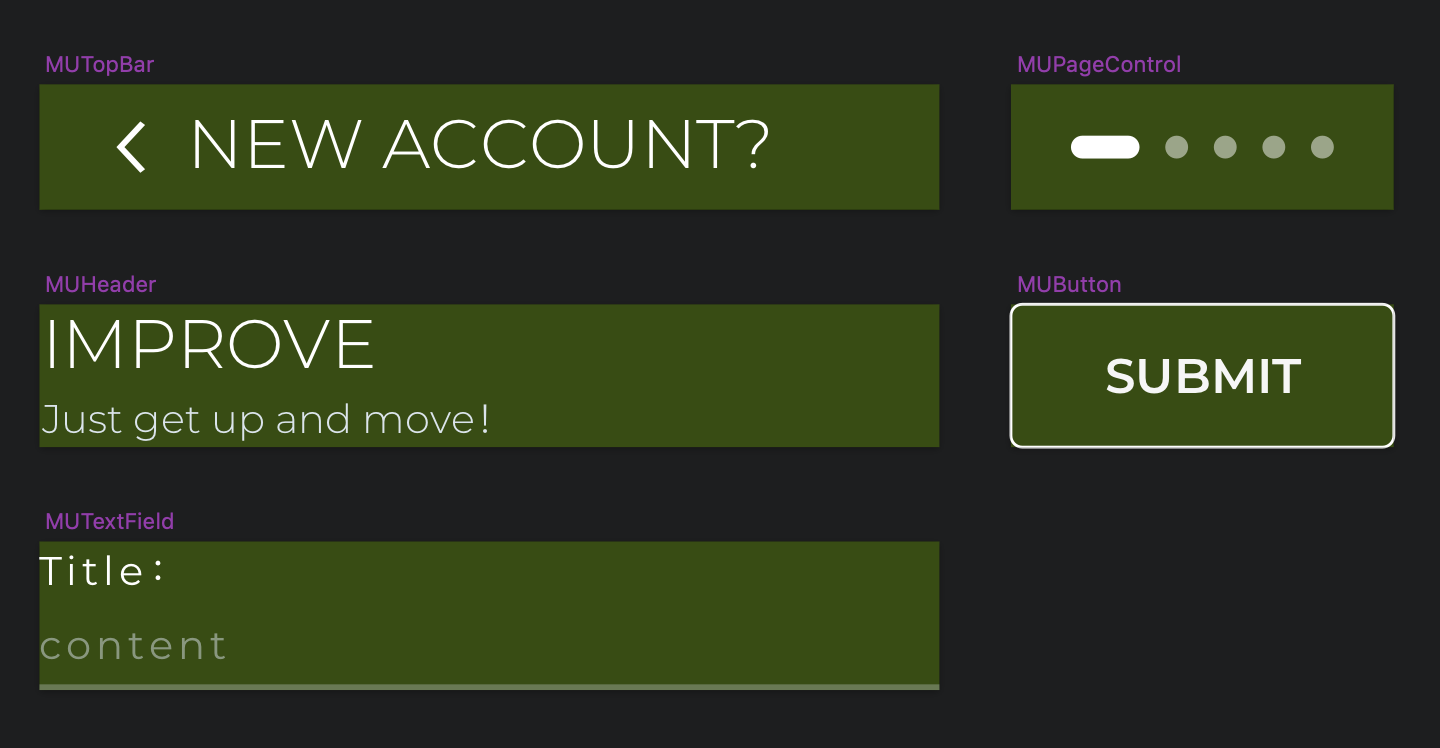 MUTopBar
NEW ACCOUNT?
MUPageControl
MUHeader
IMPROVE
Just get up and move!
MUButton
SUBMIT
MUTextField
Title:
content